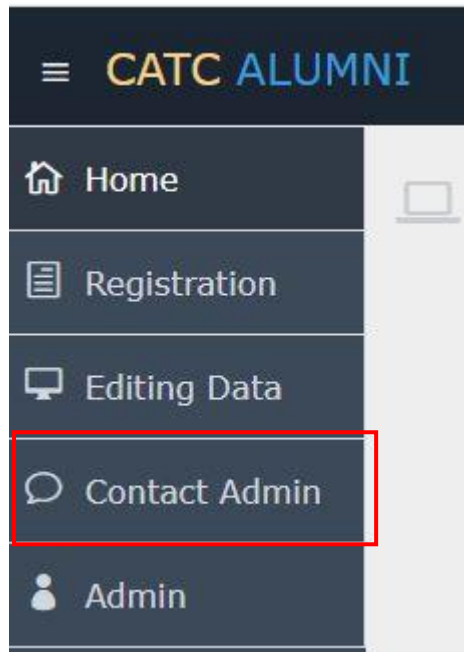 CATC ALUMNI
Home
Registration
Editing Data
Contact Admin
Admin